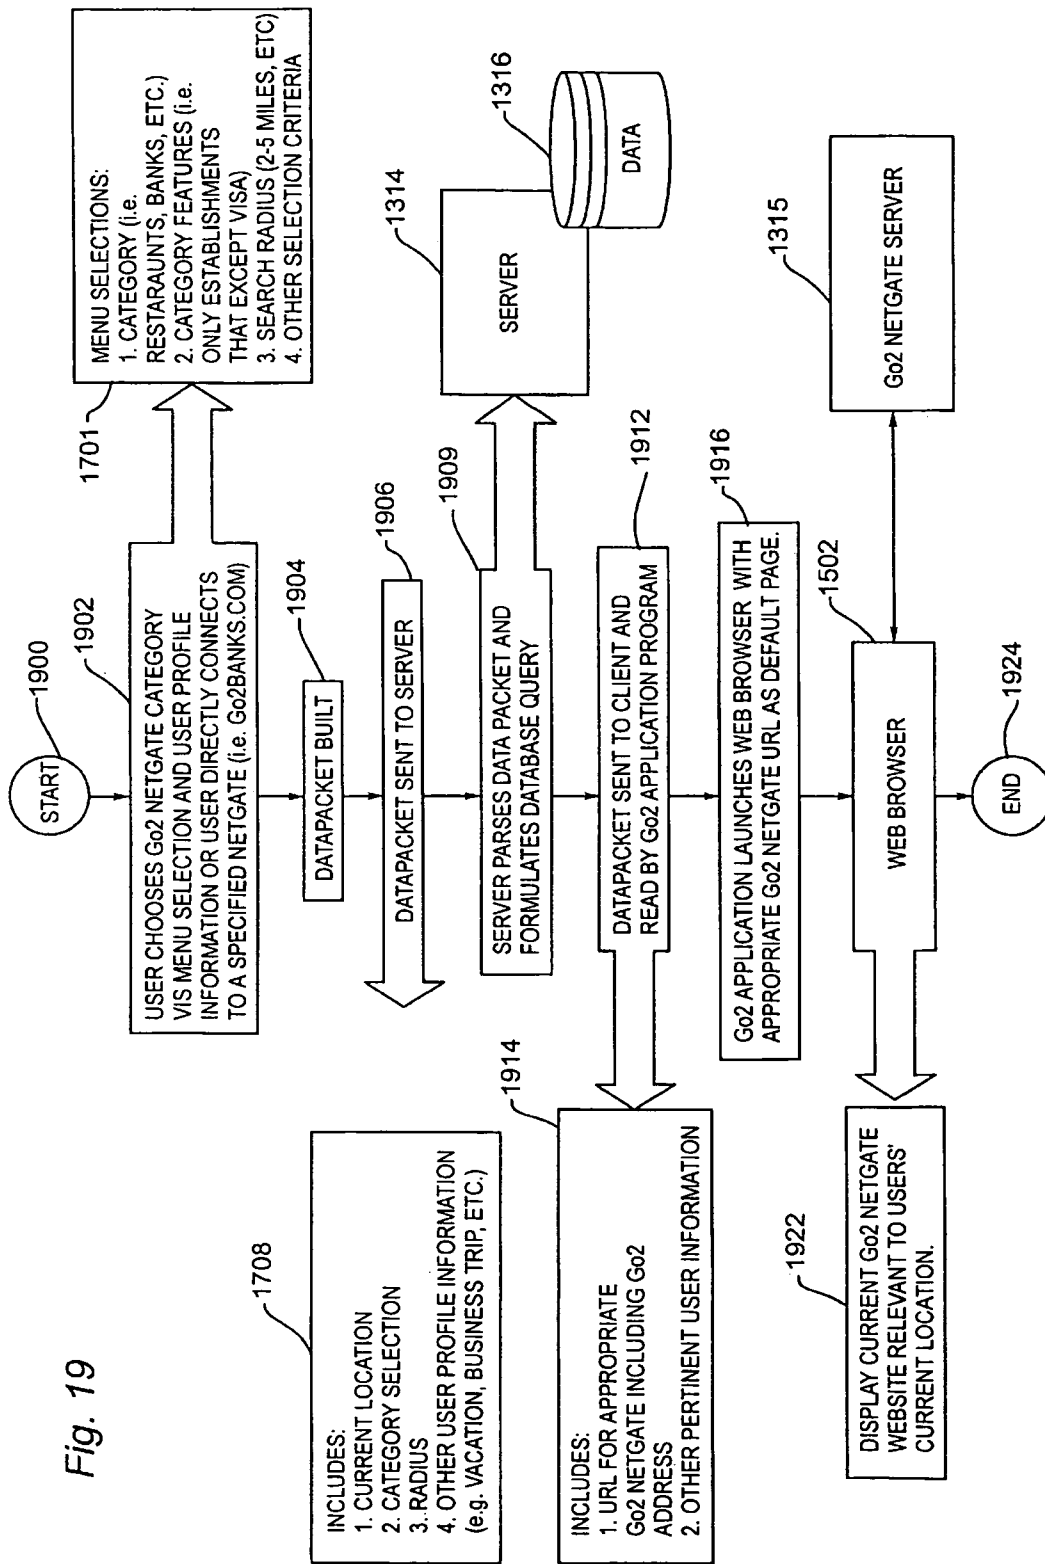 Fig. 19
START
1900
USER CHOOSES Go2 NETGATE CATEGORY
VIS MENU SELECTION AND USER PROFILE
INFORMATION OR USER DIRECTLY CONNECTS
TO A SPECIFIED NETGATE (i.e. Go2BANKS.COM)
1902
MENU SELECTIONS:
1. CATEGORY (i.e.
RESTARAUNTS, BANKS, ETC.)
2. CATEGORY FEATURES (i.e.
ONLY ESTABLISHMENTS
THAT EXCEPT VISA)
3. SEARCH RADIUS (2-5 MILES, ETC)
4. OTHER SELECTION CRITERIA
1701
DATAPACKET BUILT
1904
DATAPACKET SENT TO SERVER
1906
INCLUDES:
1. CURRENT LOCATION
2. CATEGORY SELECTION
3. RADIUS
4. OTHER USER PROFILE INFORMATION
(e.g. VACATION, BUSINESS TRIP, ETC.)
1708
SERVER PARSES DATA PACKET AND
FORMULATES DATABASE QUERY
1909
SERVER
1314
DATA
1316
DATAPACKET SENT TO CLIENT AND
READ BY Go2 APPLICATION PROGRAM
1912
INCLUDES:
1. URL FOR APPROPRIATE
Go2 NETGATE INCLUDING Go2
ADDRESS
2. OTHER PERTINENT USER INFORMATION
1914
Go2 APPLICATION LAUNCHES WEB BROWSER WITH
APPROPRIATE Go2 NETGATE URL AS DEFAULT PAGE.
1916
WEB BROWSER
1502
Go2 NETGATE SERVER
1315
DISPLAY CURRENT Go2 NETGATE
WEBSITE RELEVANT TO USERS'
CURRENT LOCATION.
1922
END
1924